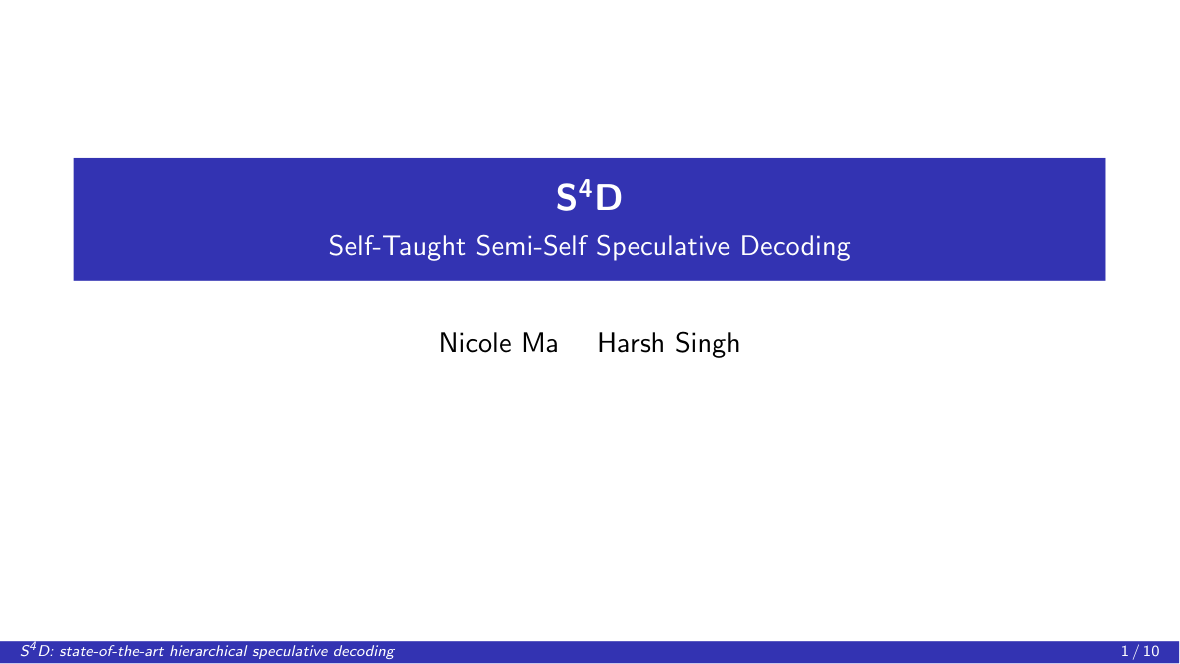 S⁴D
Self-Taught Semi-Self Speculative Decoding
Nicole Ma Harsh Singh
S⁴D: state-of-the-art hierarchical speculative decoding
1 / 10